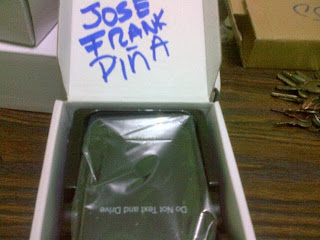 JOSE
FRANK
PIÑA
Do Not Text and Drive